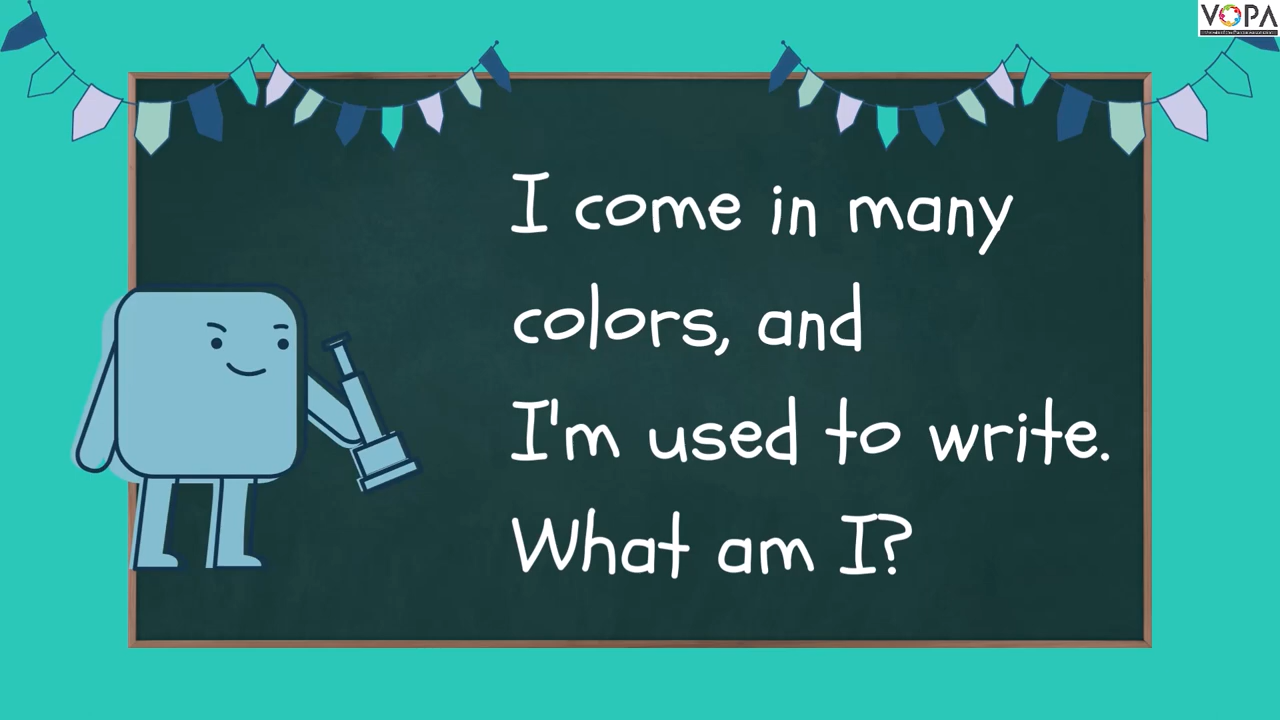 VOPA
I come in many
colors, and
I'm used to write.
What am I?